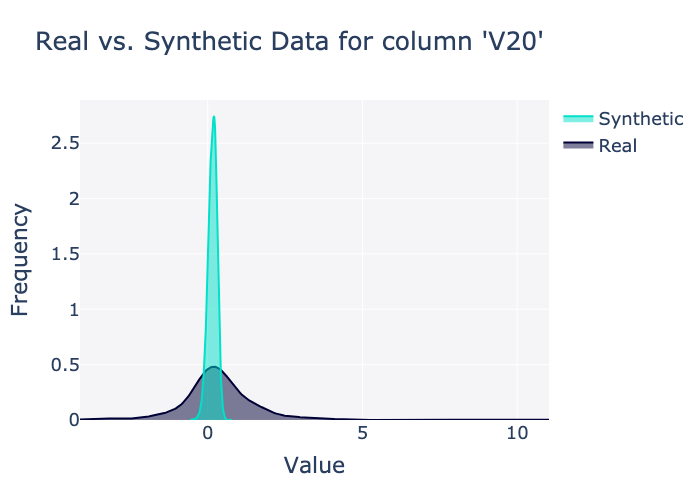 Real vs. Synthetic Data for column 'V20'
Synthetic
Real
2.5
2
1.5
1
0.5
0
Frequency
0
5
10
Value